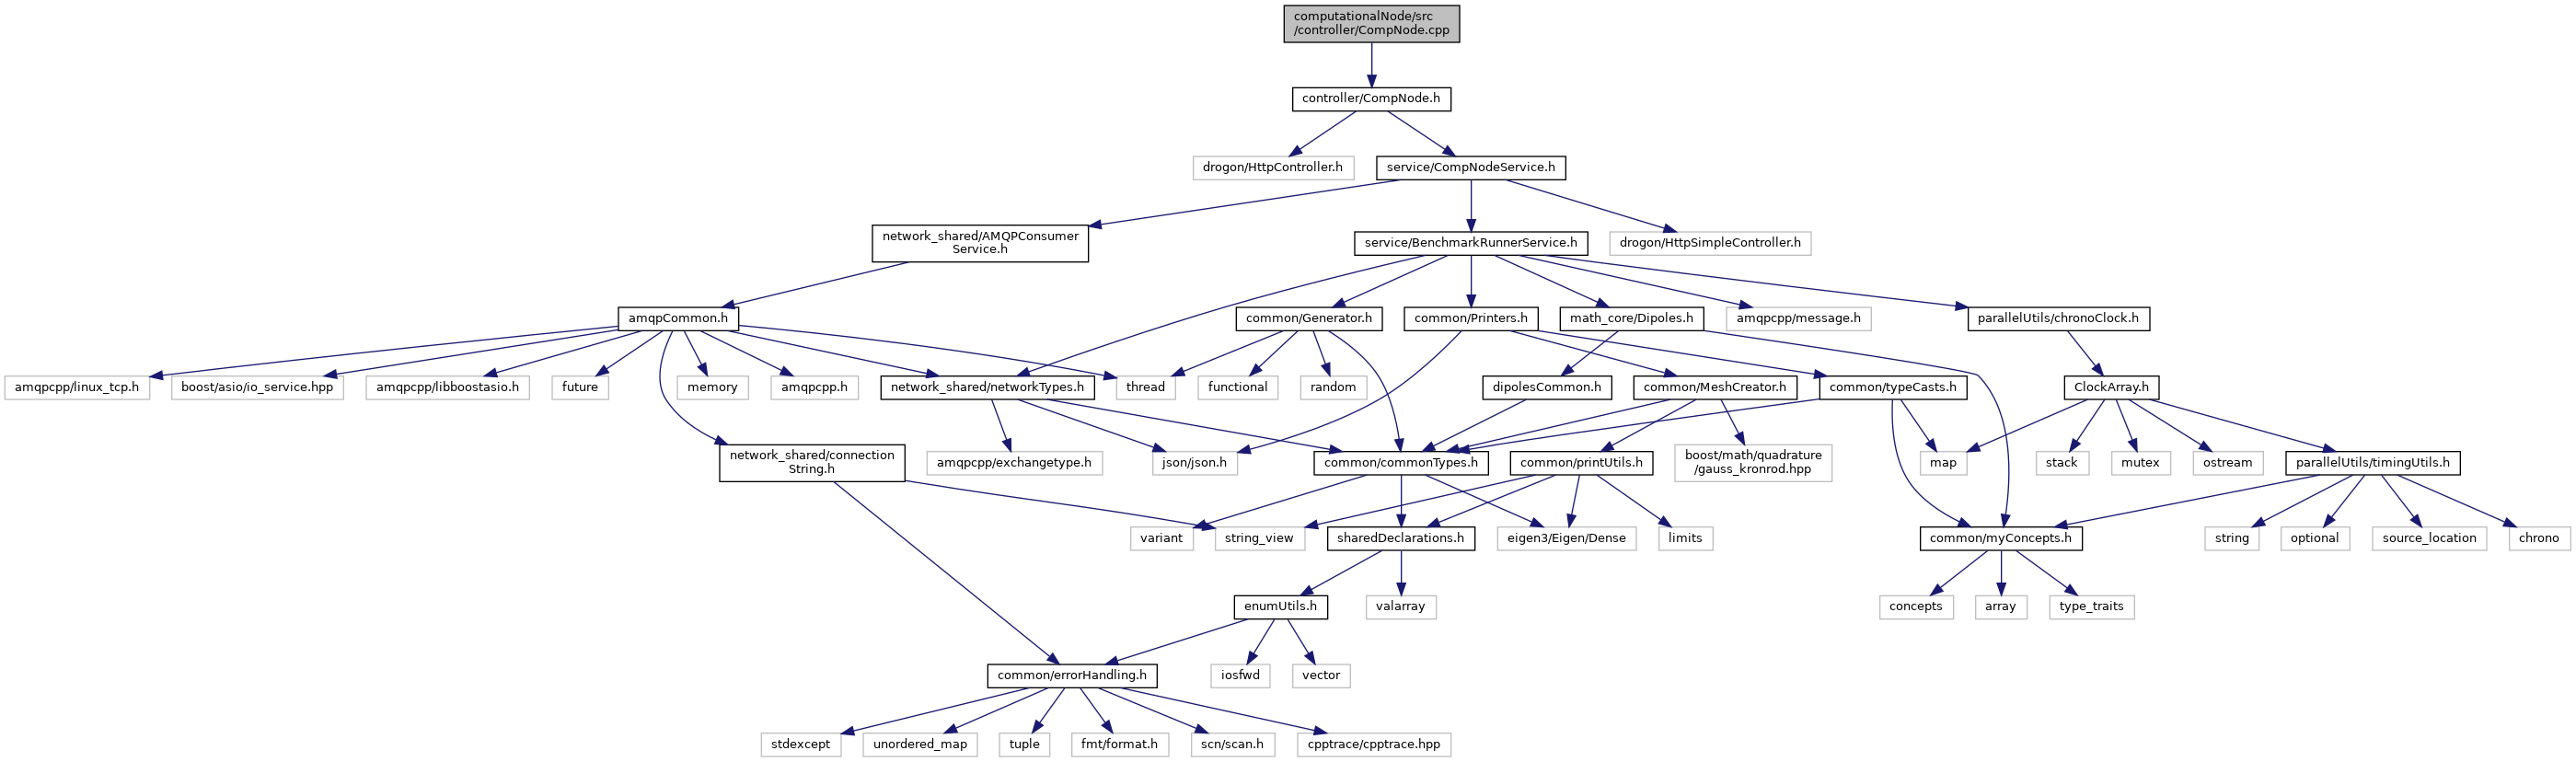 computationalNode/src
/controller/CompNode.cpp
controller/CompNode.h
drogon/HttpController.h
service/CompNodeService.h
network_shared/AMQPConsumer
Service.h
service/BenchmarkRunnerService.h
drogon/HttpSimpleController.h
amqpCommon.h
common/Generator.h
common/Printers.h
math_core/Dipoles.h
amqpcpp/message.h
parallelUtils/chronoClock.h
amqpcpp/linux_tcp.h
boost/asio/io_service.hpp
amqpcpp/libboostasio.h
future
memory
amqpcpp.h
network_shared/networkTypes.h
thread
functional
random
dipolesCommon.h
common/MeshCreator.h
common/typeCasts.h
ClockArray.h
network_shared/connection
String.h
amqpcpp/exchangetype.h
json/json.h
common/commonTypes.h
common/printUtils.h
boost/math/quadrature
/gauss_kronrod.hpp
map
stack
mutex
ostream
parallelUtils/timingUtils.h
variant
string_view
sharedDeclarations.h
eigen3/Eigen/Dense
limits
common/myConcepts.h
string
optional
source_location
chrono
enumUtils.h
valarray
concepts
array
type_traits
common/errorHandling.h
iosfwd
vector
stdexcept
unordered_map
tuple
fmt/format.h
scn/scan.h
cpptrace/cpptrace.hpp